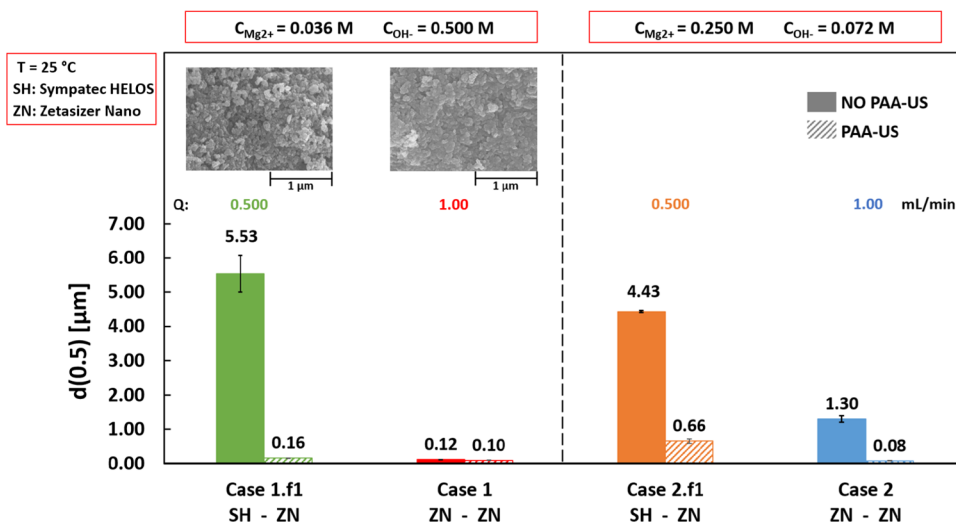 C_Mg2+ = 0.036 M C_OH- = 0.500 M
C_Mg2+ = 0.250 M C_OH- = 0.072 M
T = 25 °C
SH: Sympatec HELOS
ZN: Zetasizer Nano
NO PAA-US
PAA-US
1 µm
1 µm
Q: 0.500 1.00 0.500 1.00 mL/min
d(0.5) [µm]
7.00
6.00
5.00
4.00
3.00
2.00
1.00
0.00
5.53
0.16
0.12
0.10
4.43
0.66
1.30
0.08
Case 1.f1 Case 1 Case 2.f1 Case 2
SH - ZN ZN - ZN SH - ZN ZN - ZN